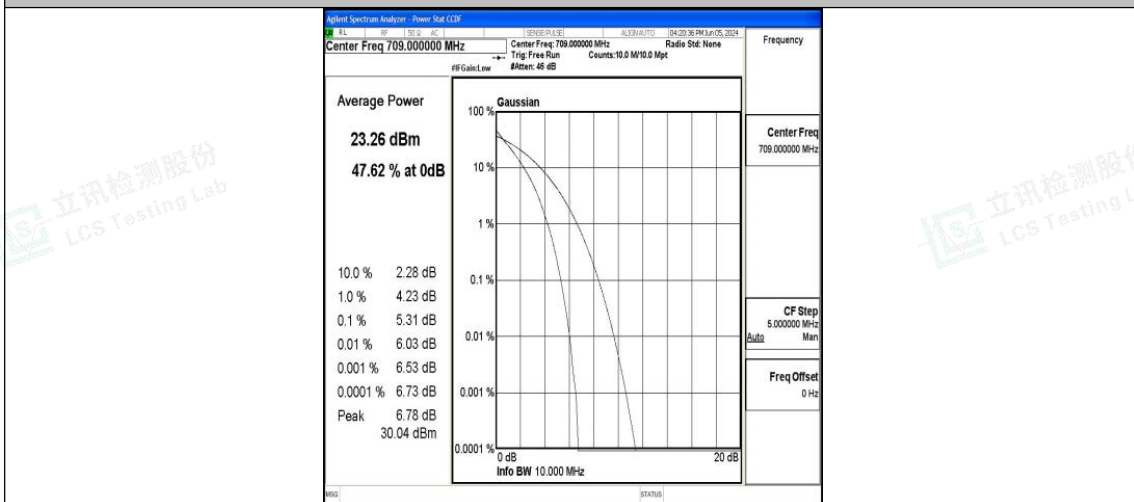 Agilent Spectrum Analyzer - Power Stat CCDF
RL RF 50 Ω AC SENSE:PULSE ALIGN AUTO 04:20:36 PM Jun 05, 2024
Center Freq 709.000000 MHz
Center Freq: 709.000000 MHz Radio Std: None
Trig: Free Run Counts:10.0 M/10.0 Mpt
#IFGain:Low #Atten: 46 dB
Frequency
Average Power
23.26 dBm
47.62 % at 0dB
10.0 % 2.28 dB
1.0 % 4.23 dB
0.1 % 5.31 dB
0.01 % 6.03 dB
0.001 % 6.53 dB
0.0001 % 6.73 dB
Peak 6.78 dB
30.04 dBm
Gaussian
100 %
10 %
1 %
0.1 %
0.01 %
0.001 %
0.0001 %
0 dB 20 dB
Info BW 10.000 MHz
Center Freq
709.000000 MHz
CF Step
5.000000 MHz
Auto Man
Freq Offset
0 Hz
MSG STATUS
立讯检测股份
LCS Testing Lab
立讯检测股份
LCS Testing L